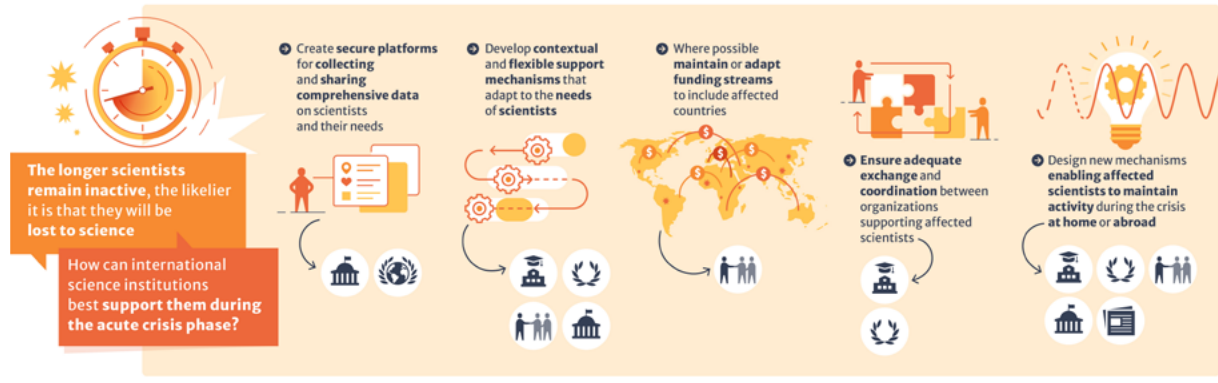 The longer scientists
remain inactive, the likelier
it is that they will be
lost to science
How can international
science institutions
best support them during
the acute crisis phase?
Create secure platforms
for collecting
and sharing
comprehensive data
on scientists
and their needs
Develop contextual
and flexible support
mechanisms that
adapt to the needs
of scientists
Where possible
maintain or adapt
funding streams
to include affected
countries
$
$
$
$
$
$
Ensure adequate
exchange and
coordination between
organizations
supporting affected
scientists
Design new mechanisms
enabling affected
scientists to maintain
activity during the crisis
at home or abroad